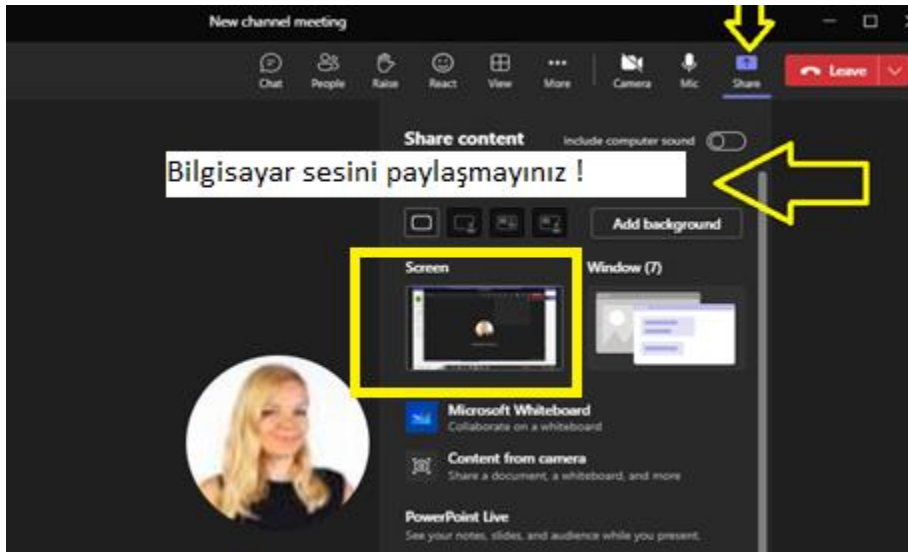 New channel meeting
Chat People Raise React View More Camera Mic Share Leave
Share content include computer sound
Bilgisayar sesini paylaşmayınız !
Add background
Screen Window (7)
Microsoft Whiteboard
Collaborate on a whiteboard
Content from camera
Share a document, a whiteboard, and more
PowerPoint Live
See your notes, slides, and audience while you present.